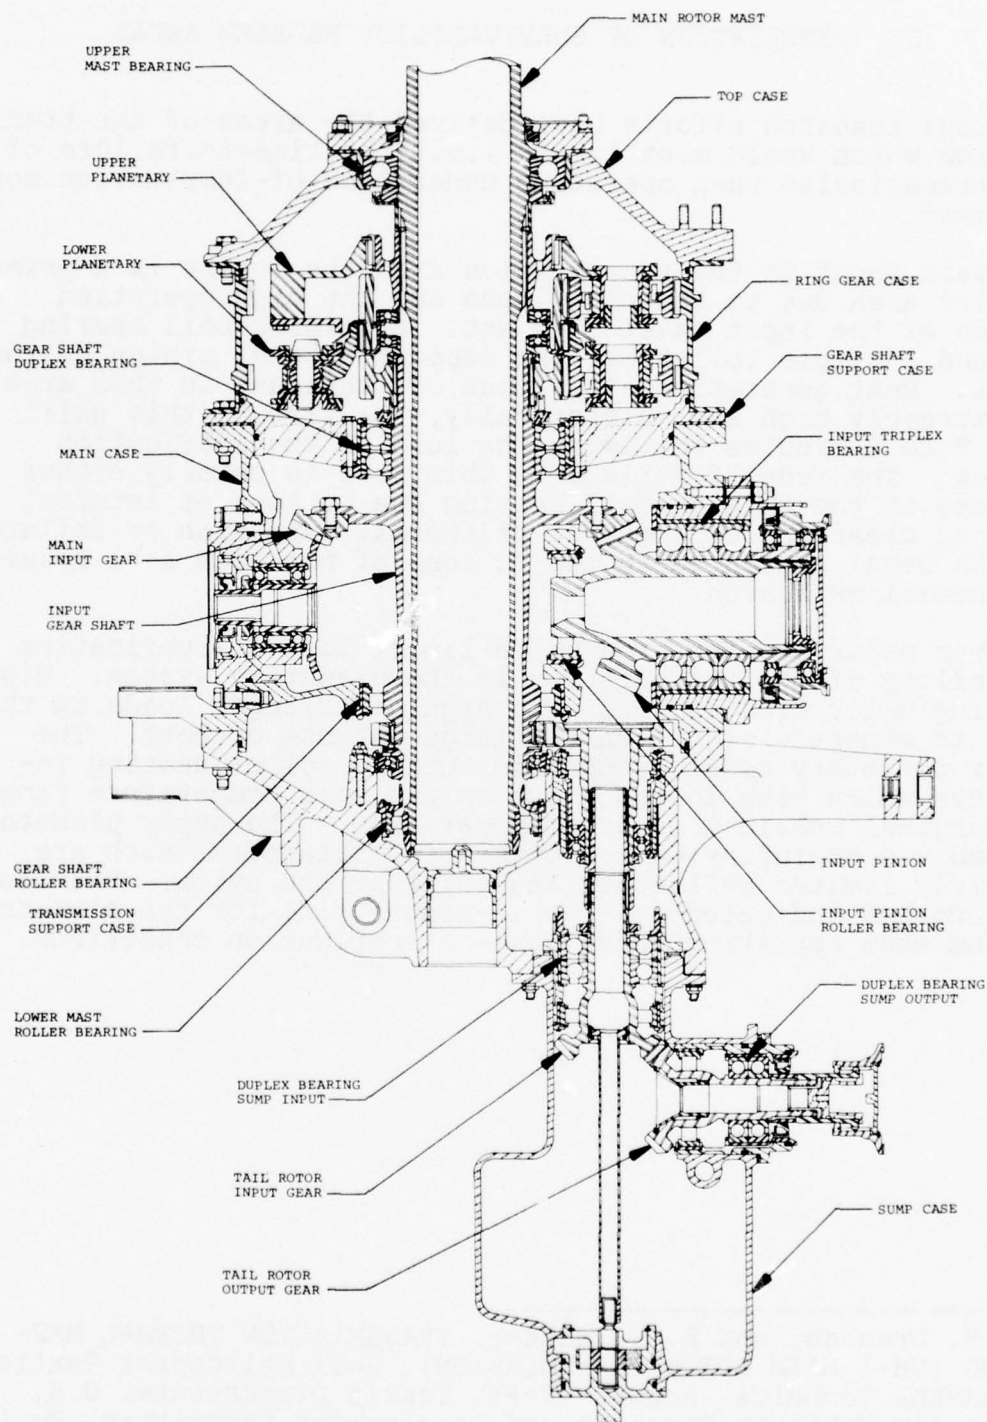 MAIN ROTOR MAST
UPPER
MAST BEARING
TOP CASE
UPPER
PLANETARY
LOWER
PLANETARY
RING GEAR CASE
GEAR SHAFT
DUPLEX BEARING
GEAR SHAFT
SUPPORT CASE
INPUT TRIPLEX
BEARING
MAIN CASE
MAIN
INPUT GEAR
INPUT
GEAR SHAFT
GEAR SHAFT
ROLLER BEARING
INPUT PINION
TRANSMISSION
SUPPORT CASE
INPUT PINION
ROLLER BEARING
DUPLEX BEARING
SUMP OUTPUT
LOWER MAST
ROLLER BEARING
DUPLEX BEARING
SUMP INPUT
TAIL ROTOR
INPUT GEAR
SUMP CASE
TAIL ROTOR
OUTPUT GEAR